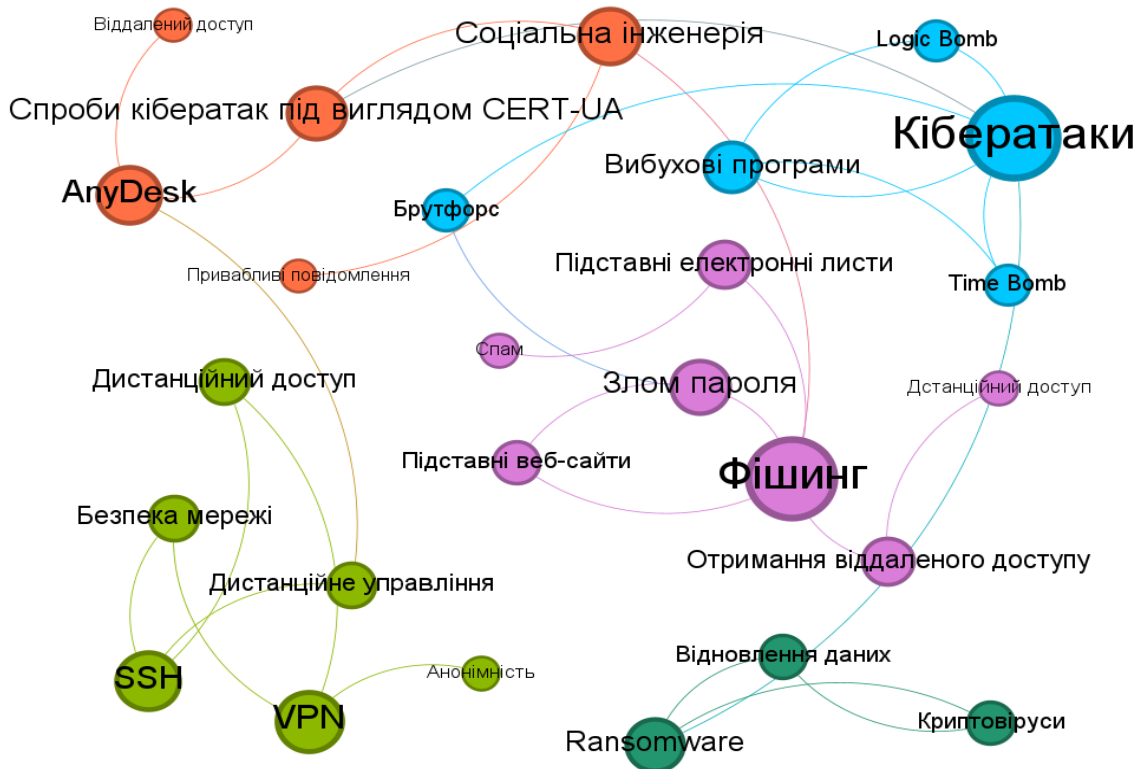 Віддалений доступ
Соціальна інженерія
Logic Bomb
Спроби кібератак під виглядом CERT-UA
Кібератаки
Вибухові програми
AnyDesk
Брутфорс
Підставні електронні листи
Привабливі повідомлення
Time Bomb
Спам
Дистанційний доступ
Злом пароля
Дстанційний доступ
Підставні веб-сайти
Фішинг
Безпека мережі
Отримання віддаленого доступу
Дистанційне управління
Відновлення даних
Анонімність
SSH
VPN
Криптовіруси
Ransomware